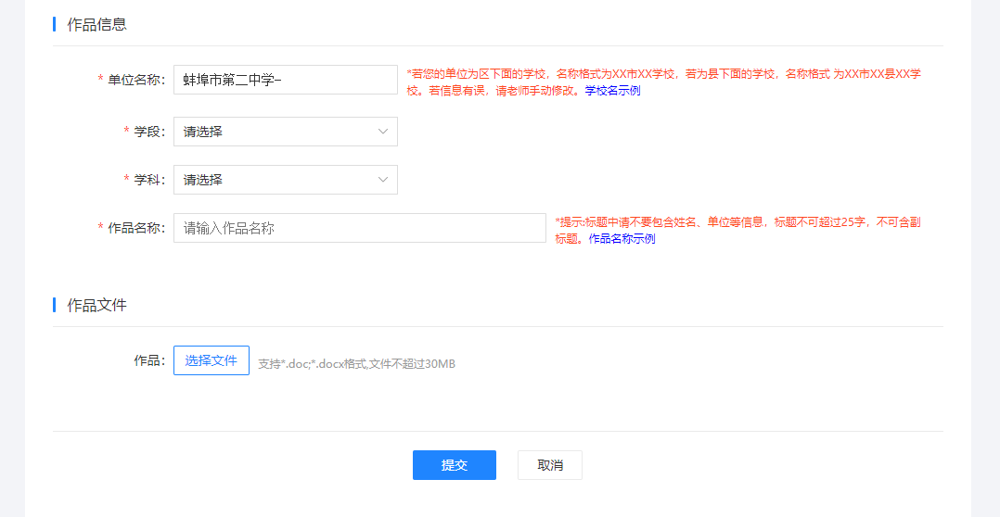 作品信息
* 单位名称: 蚌埠市第二中学- *若您的单位为区下面的学校，名称格式为XX市XX学校，若为县下面的学校，名称格式 为XX市XX县XX学
校。若信息有误，请老师手动修改。学校名示例
* 学段: 请选择
* 学科: 请选择
* 作品名称: 请输入作品名称 *提示:标题中请不要包含姓名、单位等信息，标题不可超过25字，不可含副
标题。作品名称示例
作品文件
作品: 选择文件 支持*.doc;*.docx格式,文件不超过30MB
提交 取消